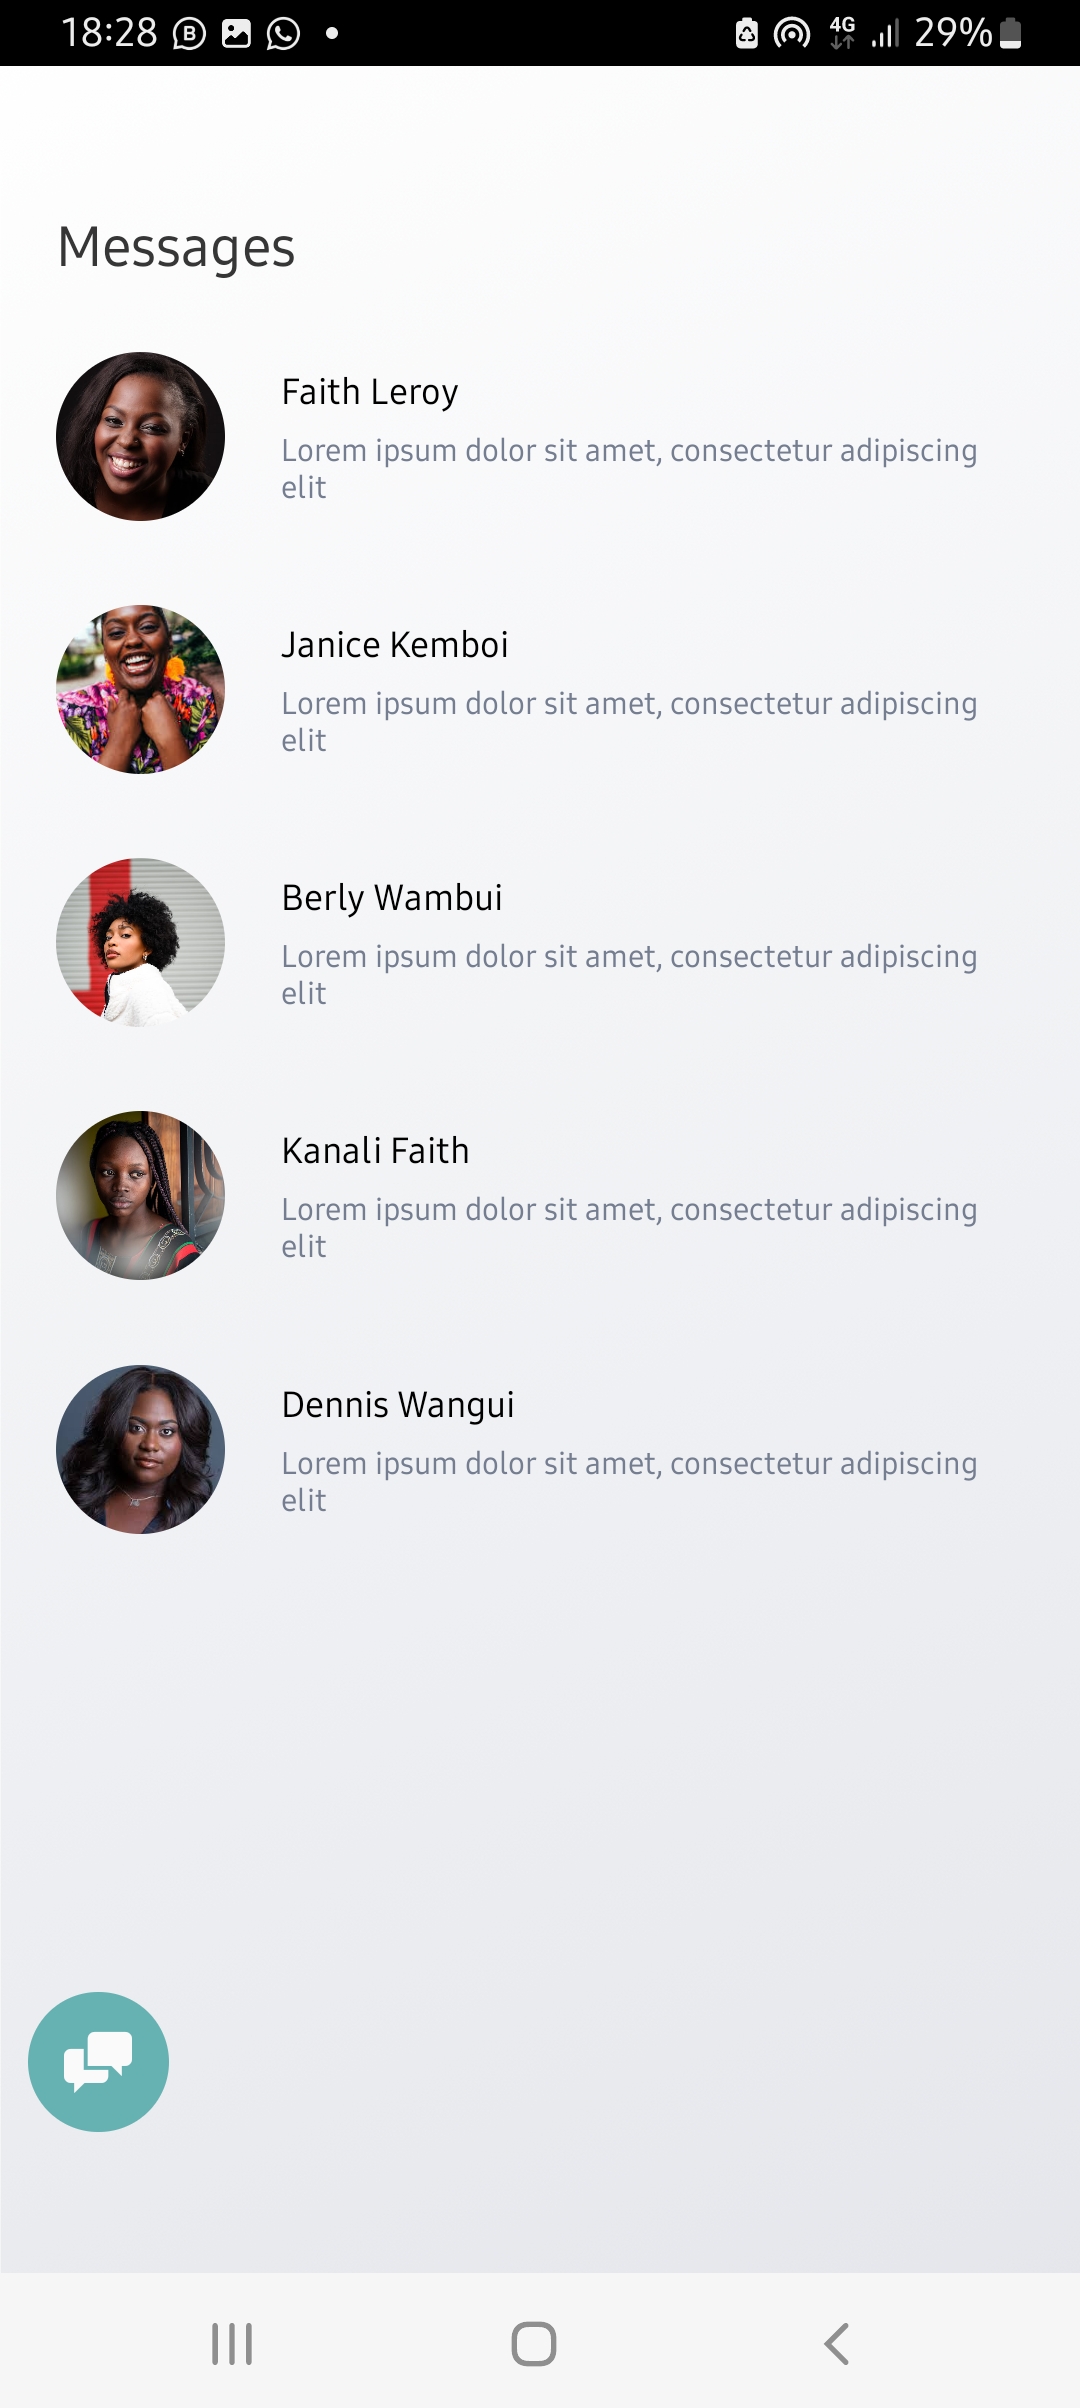 18:28 B 4G 29%
Messages
Faith Leroy
Lorem ipsum dolor sit amet, consectetur adipiscing
elit
Janice Kemboi
Lorem ipsum dolor sit amet, consectetur adipiscing
elit
Berly Wambui
Lorem ipsum dolor sit amet, consectetur adipiscing
elit
Kanali Faith
Lorem ipsum dolor sit amet, consectetur adipiscing
elit
Dennis Wangui
Lorem ipsum dolor sit amet, consectetur adipiscing
elit